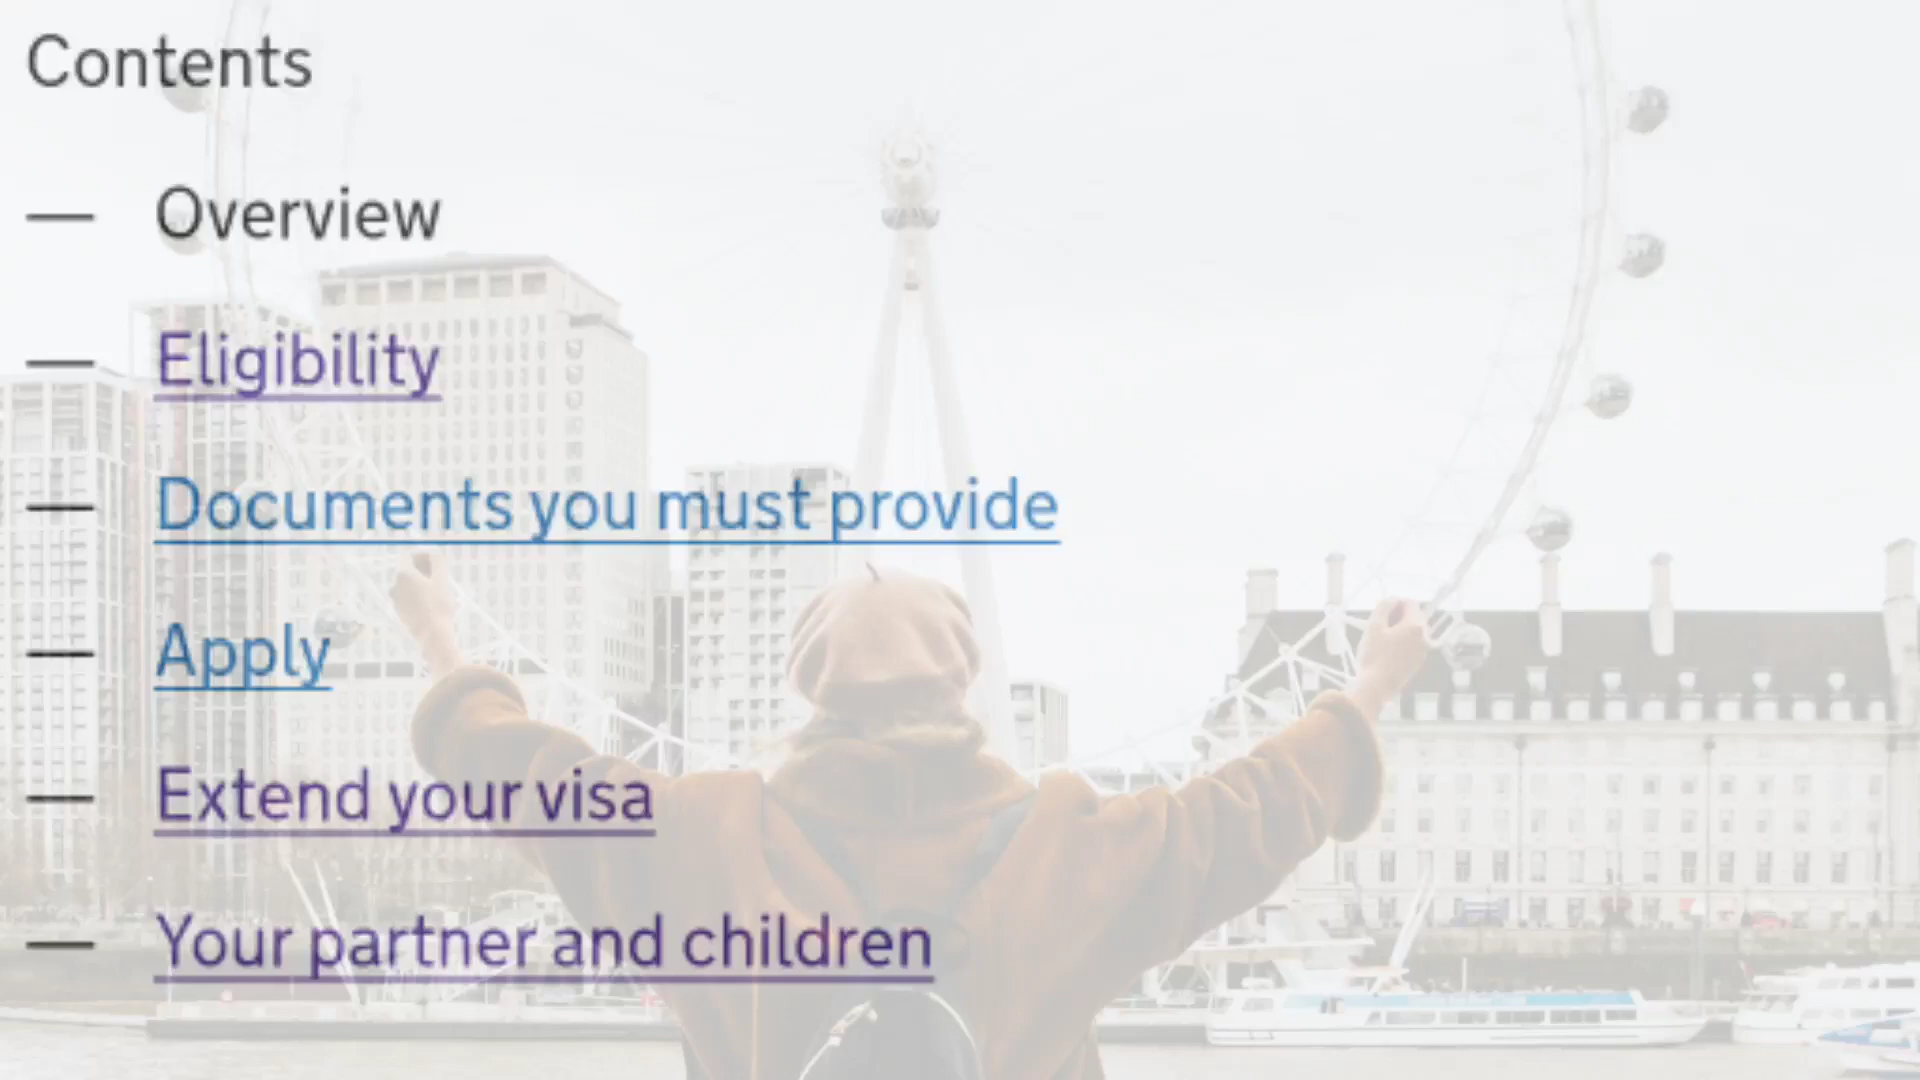 Contents
— Overview
— Eligibility
— Documents you must provide
— Apply
— Extend your visa
— Your partner and children